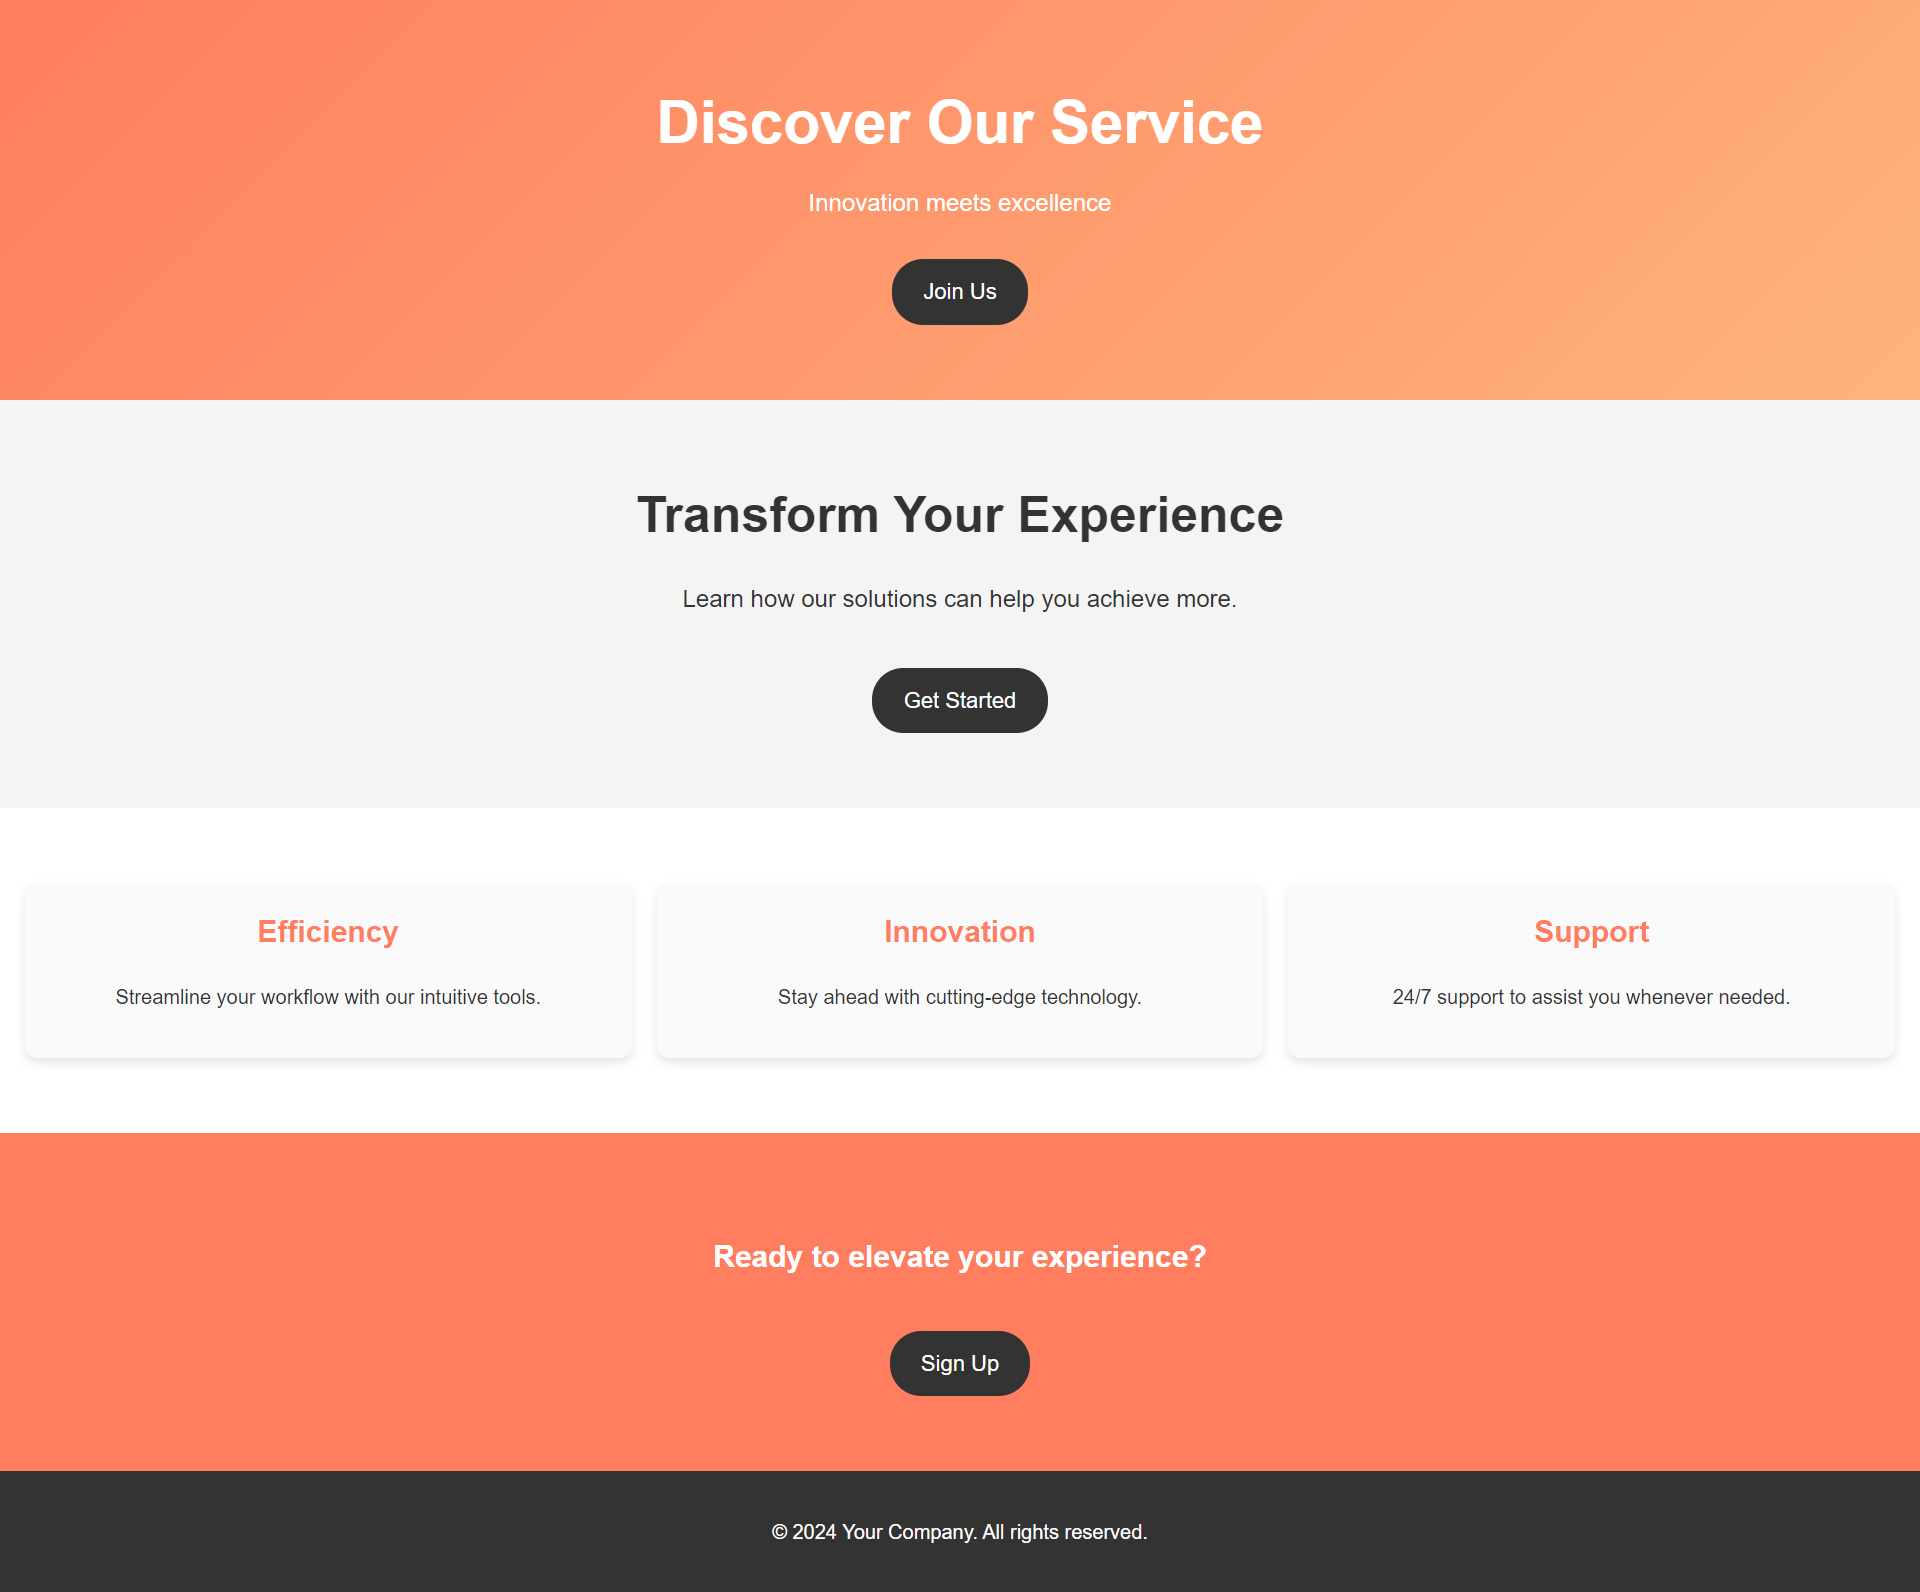 Discover Our Service
Innovation meets excellence
Join Us
Transform Your Experience
Learn how our solutions can help you achieve more.
Get Started
Efficiency
Streamline your workflow with our intuitive tools.
Innovation
Stay ahead with cutting-edge technology.
Support
24/7 support to assist you whenever needed.
Ready to elevate your experience?
Sign Up
© 2024 Your Company. All rights reserved.